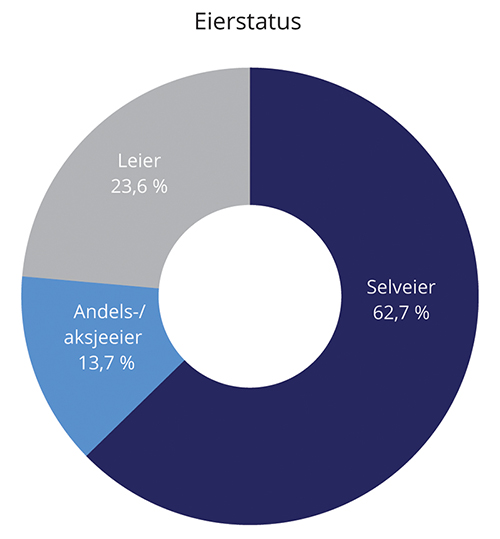 Eierstatus
Leier
23,6 %
Selveier
62,7 %
Andels-/
aksjeeier
13,7 %